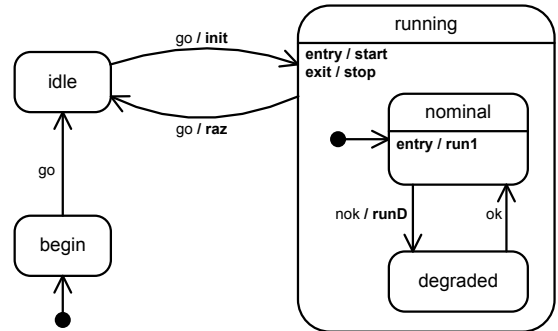 running
go / init
entry / start
exit / stop
idle
nominal
go / raz
entry / run1
go
nok / runD
ok
begin
degraded